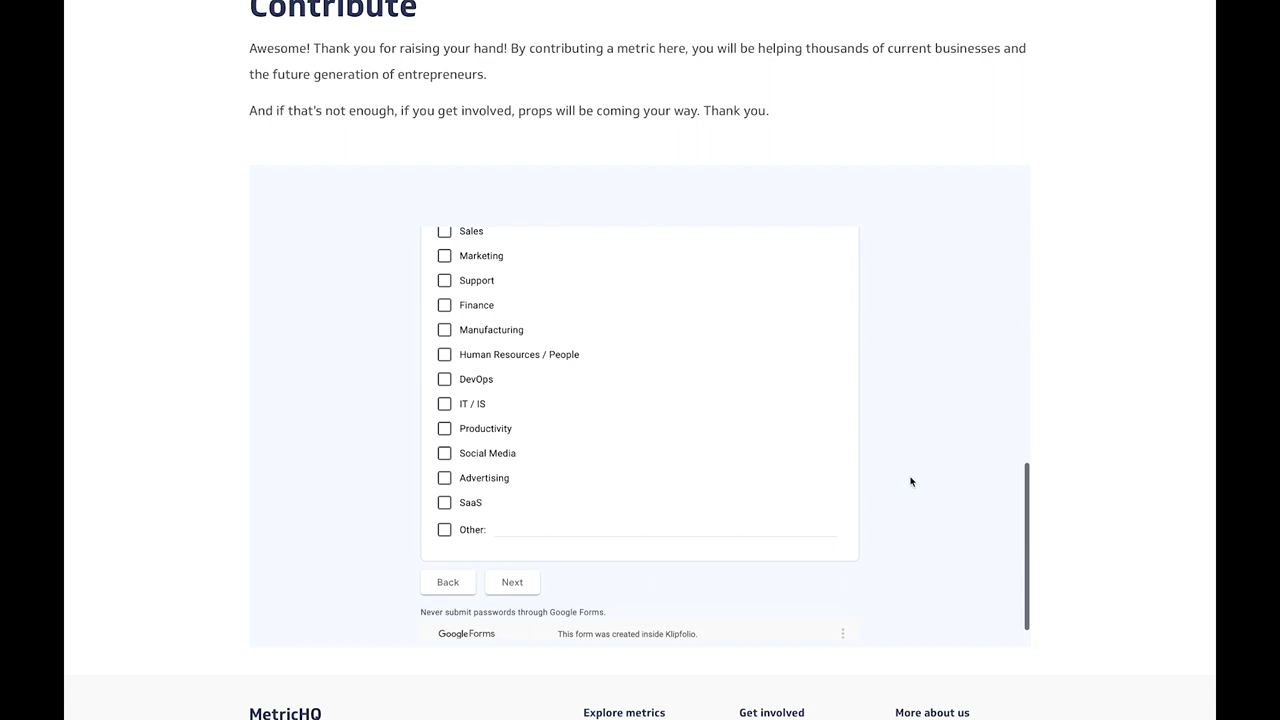 Contribute
Awesome! Thank you for raising your hand! By contributing a metric here, you will be helping thousands of current businesses and
the future generation of entrepreneurs.
And if that's not enough, if you get involved, props will be coming your way. Thank you.
Sales
Marketing
Support
Finance
Manufacturing
Human Resources / People
DevOps
IT / IS
Productivity
Social Media
Advertising
SaaS
Other:
Back Next
Never submit passwords through Google Forms.
Google Forms This form was created inside Klipfolio.
MetricHQ Explore metrics Get involved More about us